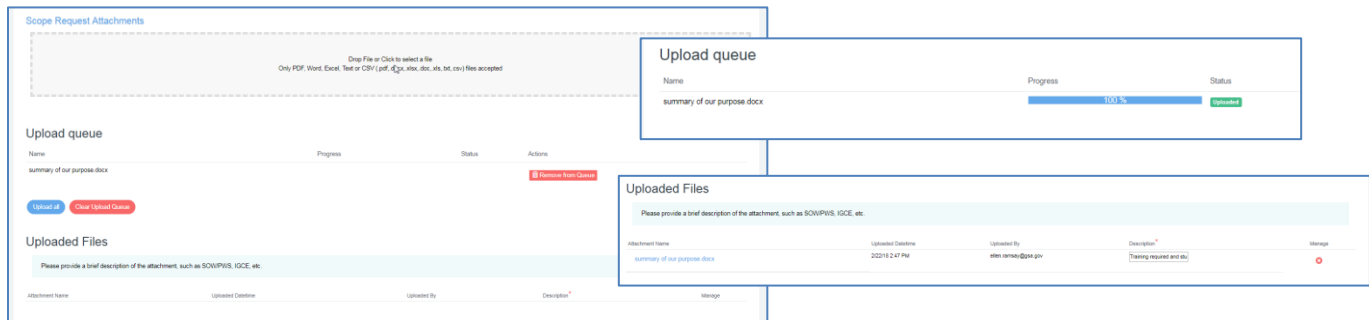 Scope Request Attachments
Drop File or Click to select a file
Only PDF, Word, Excel, Text or CSV (.pdf, .docx, .xlsx, .doc, .xls, .txt, .csv) files accepted
Upload queue
Name Progress Status Actions
summary of our purpose.docx Remove from Queue
Upload all Clear Upload Queue
Uploaded Files
Please provide a brief description of the attachment, such as SOW/PWS, IGCE, etc.
Attachment Name Uploaded Datetime Uploaded By Description* Manage
Upload queue
Name Progress Status
summary of our purpose.docx 100 % Uploaded
Uploaded Files
Please provide a brief description of the attachment, such as SOW/PWS, IGCE, etc.
Attachment Name Uploaded Datetime Uploaded By Description* Manage
summary of our purpose.docx 2/22/18 2:47 PM ellen.ramsay@gsa.gov Training required and stu